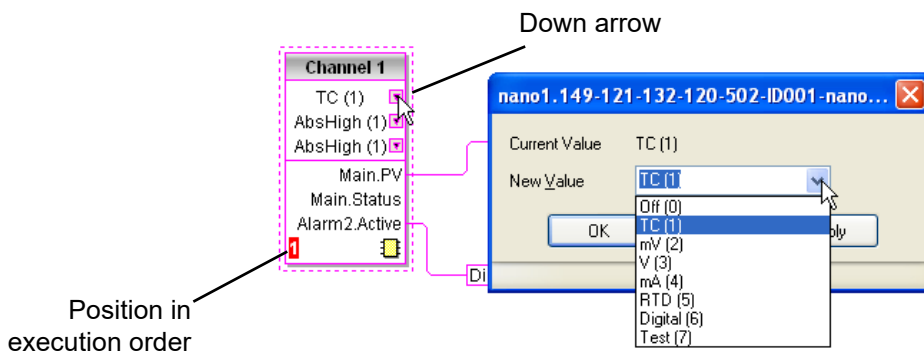 Down arrow
Channel 1
TC (1)
AbsHigh (1)
AbsHigh (1)
Main.PV
Main.Status
Alarm2.Active
1
Di
Position in
execution order
nano1.149-121-132-120-502-ID001-nano...
Current Value TC (1)
New Value TC (1)
Off (0)
TC (1)
mV (2)
V (3)
mA (4)
RTD (5)
Digital (6)
Test (7)
OK